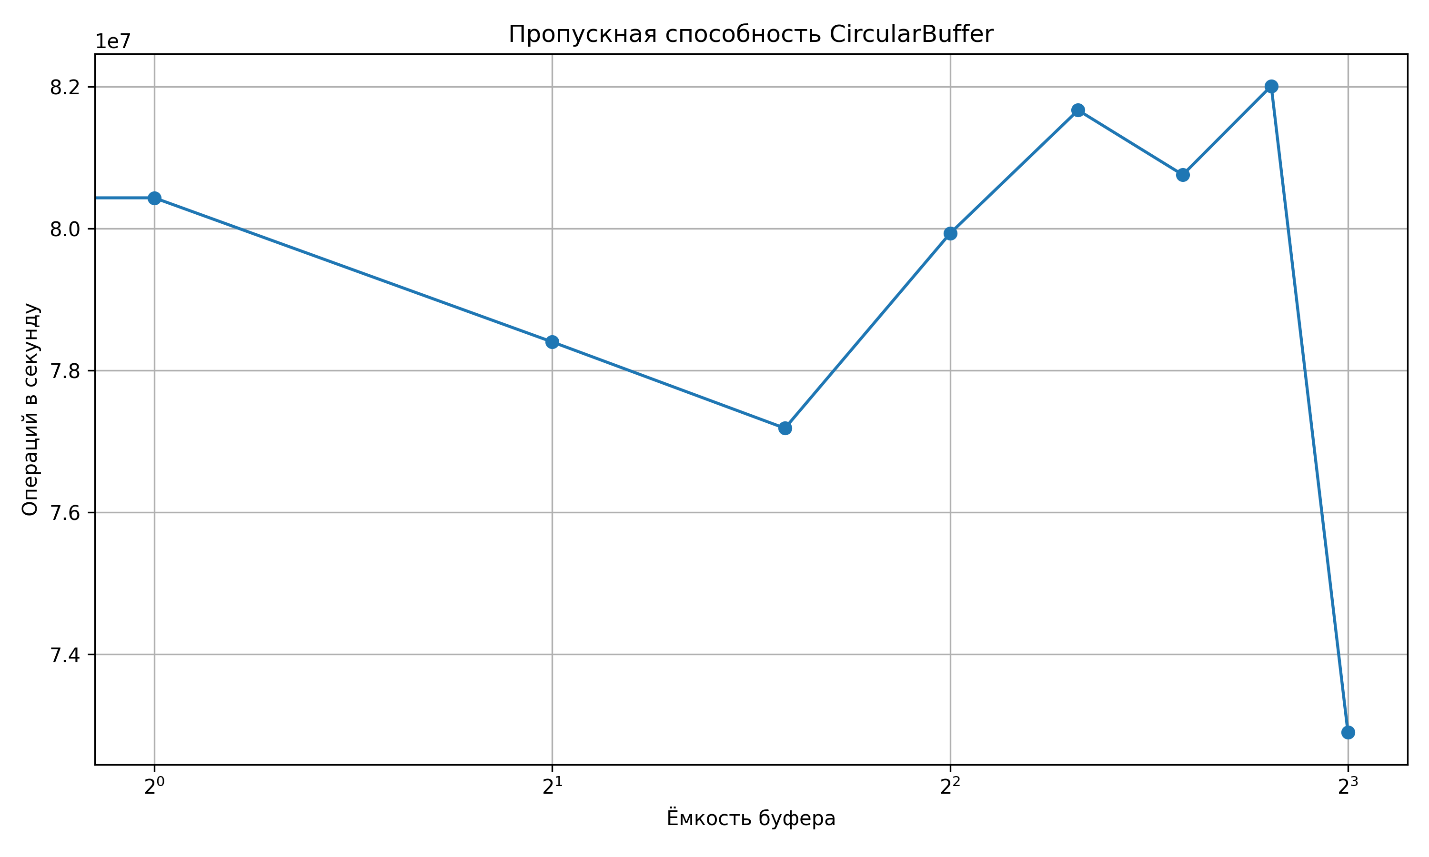 Пропускная способность CircularBuffer
1e7
8.2
8.0
7.8
7.6
7.4
Операций в секунду
2⁰ 2¹ 2² 2³
Ёмкость буфера